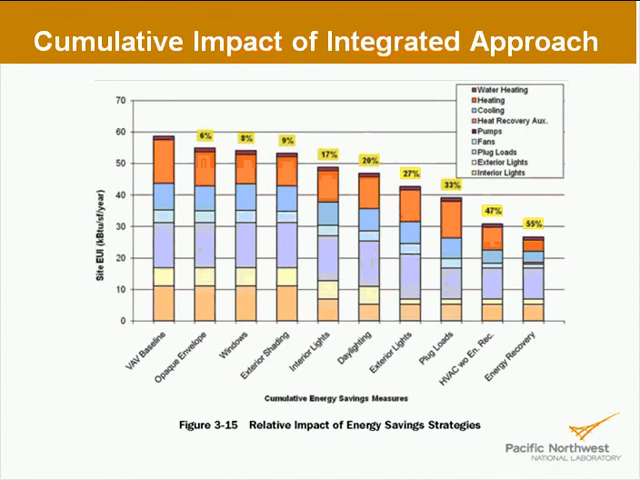 Cumulative Impact of Integrated Approach
Water Heating
Heating
Cooling
Heat Recovery Aux.
Pumps
Fans
Plug Loads
Exterior Lights
Interior Lights
70
60
50
40
30
20
10
0
Site EUI (kBtu/sf/year)
6%
8%
9%
17%
20%
27%
33%
47%
55%
VAV Baseline
Opaque Envelope
Windows
Exterior Shading
Interior Lights
Daylighting
Exterior Lights
Plug Loads
HVAC wo En. Rec.
Energy Recovery
Cumulative Energy Savings Measures
Figure 3-15 Relative Impact of Energy Savings Strategies
Pacific Northwest
NATIONAL LABORATORY